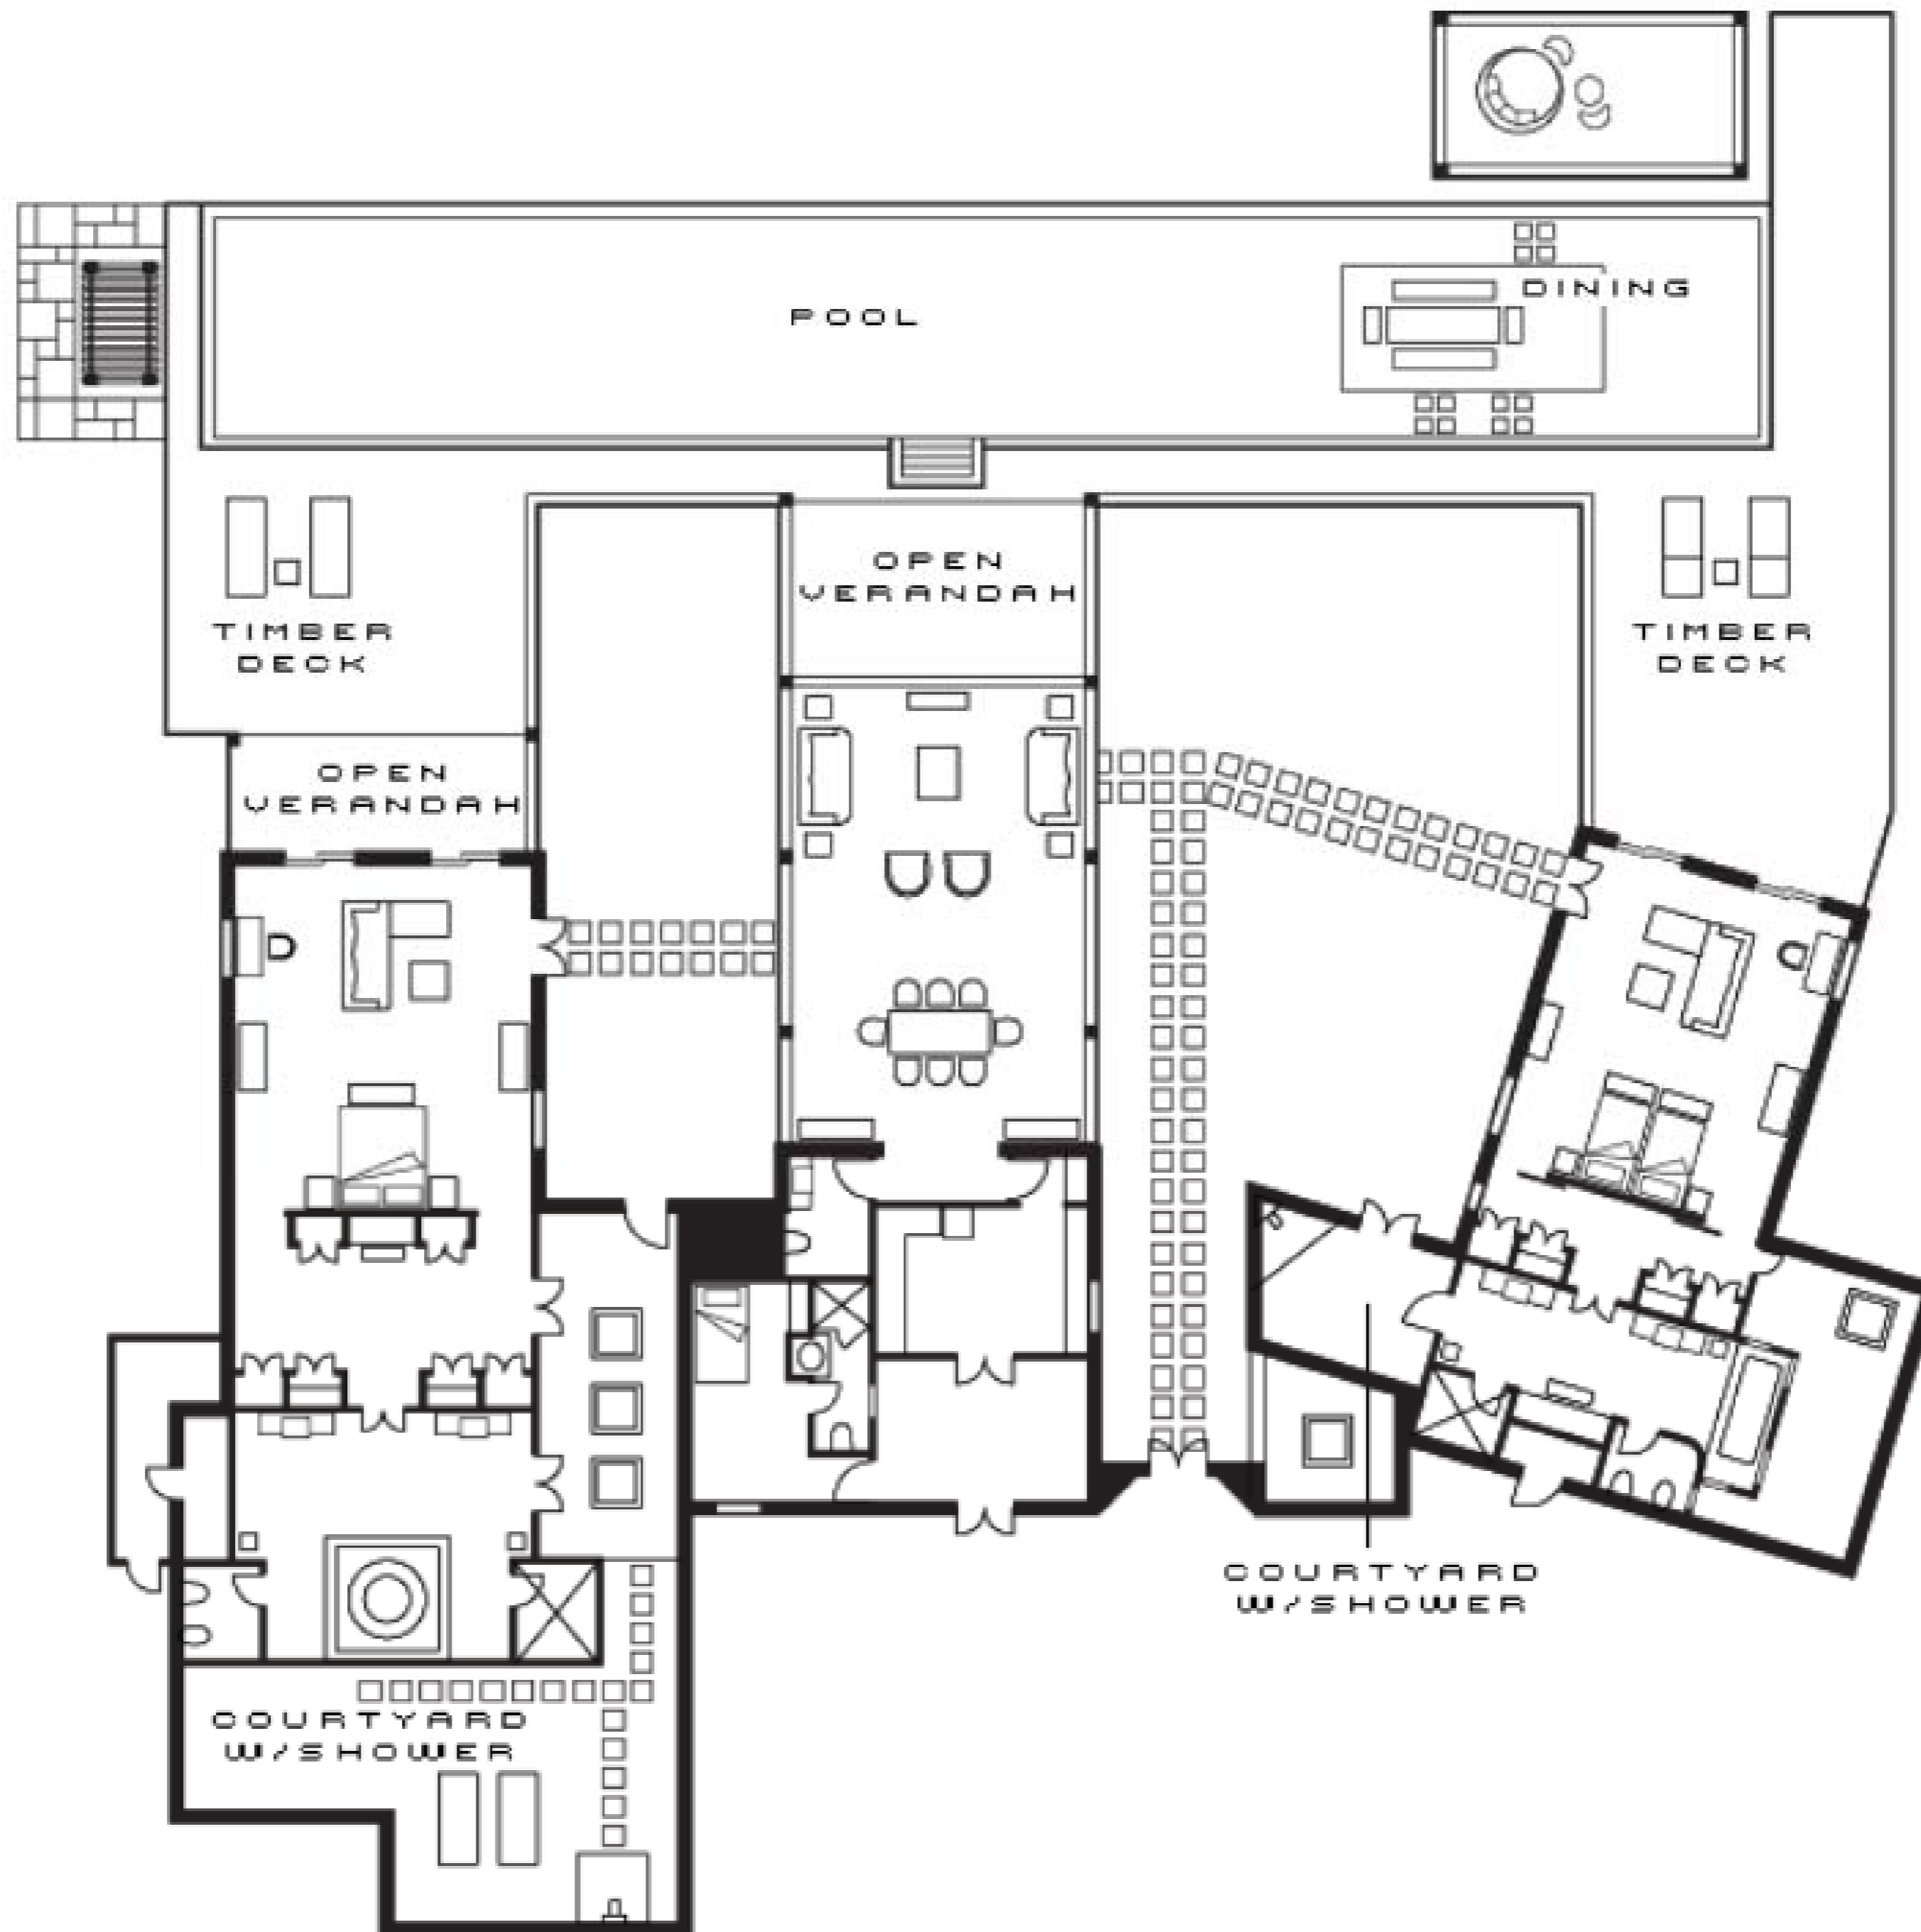 DINING
POOL
OPEN
VERANDAH
TIMBER
DECK
TIMBER
DECK
OPEN
VERANDAH
COURTYARD
W/SHOWER
COURTYARD
W/SHOWER